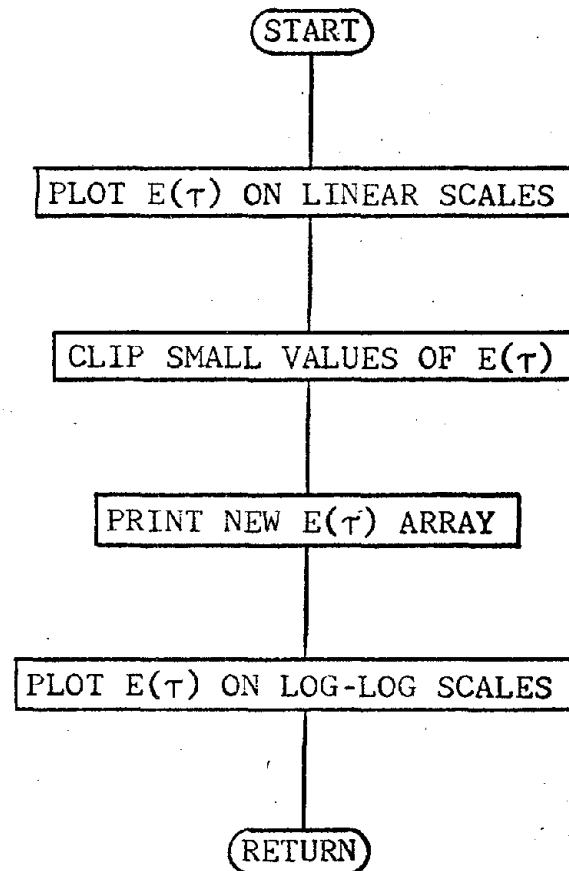 START
PLOT E(τ) ON LINEAR SCALES
CLIP SMALL VALUES OF E(τ)
PRINT NEW E(τ) ARRAY
PLOT E(τ) ON LOG-LOG SCALES
RETURN